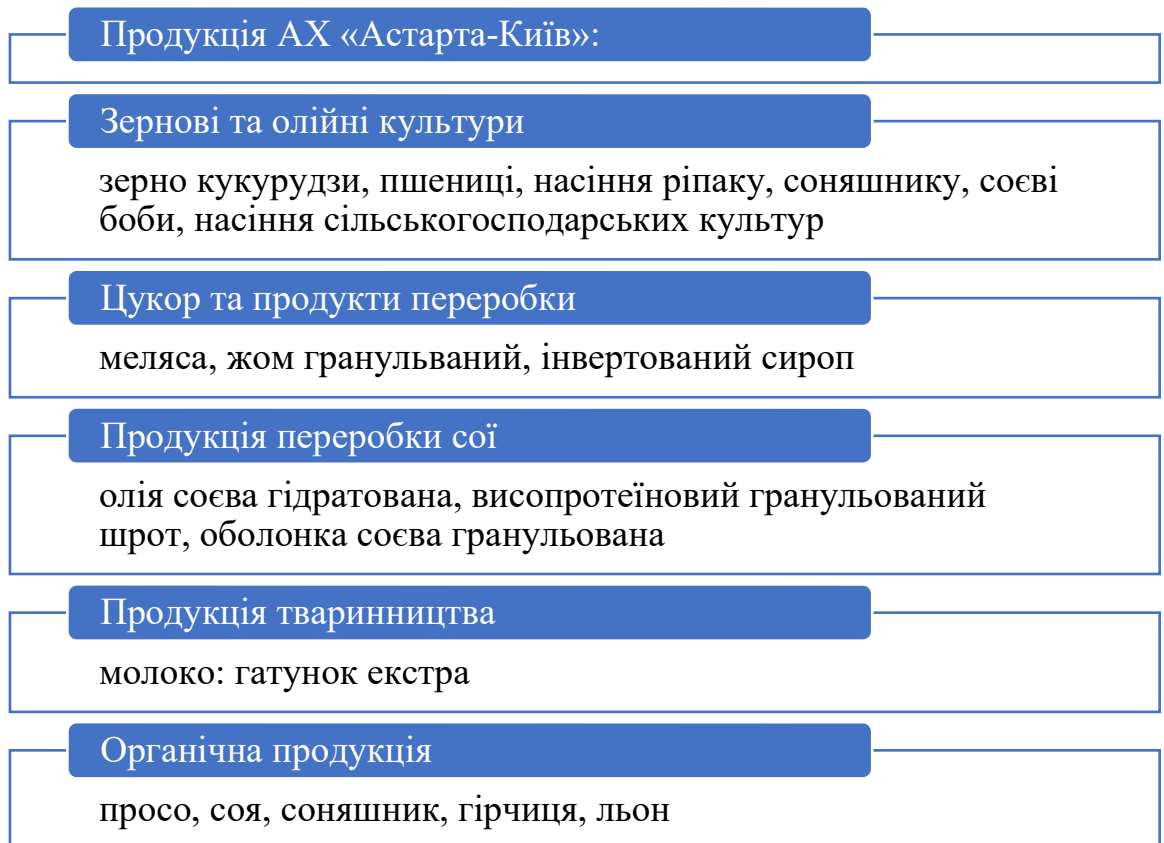 Продукція АХ «Астарта-Київ»:
Зернові та олійні культури
зерно кукурудзи, пшениці, насіння ріпаку, соняшнику, соєві
боби, насіння сільськогосподарських культур
Цукор та продукти переробки
меляса, жом гранульваний, інвертований сироп
Продукція переробки сої
олія соєва гідратована, висопротеїновий гранульований
шрот, оболонка соєва гранульована
Продукція тваринництва
молоко: гатунок екстра
Органічна продукція
просо, соя, соняшник, гірчиця, льон